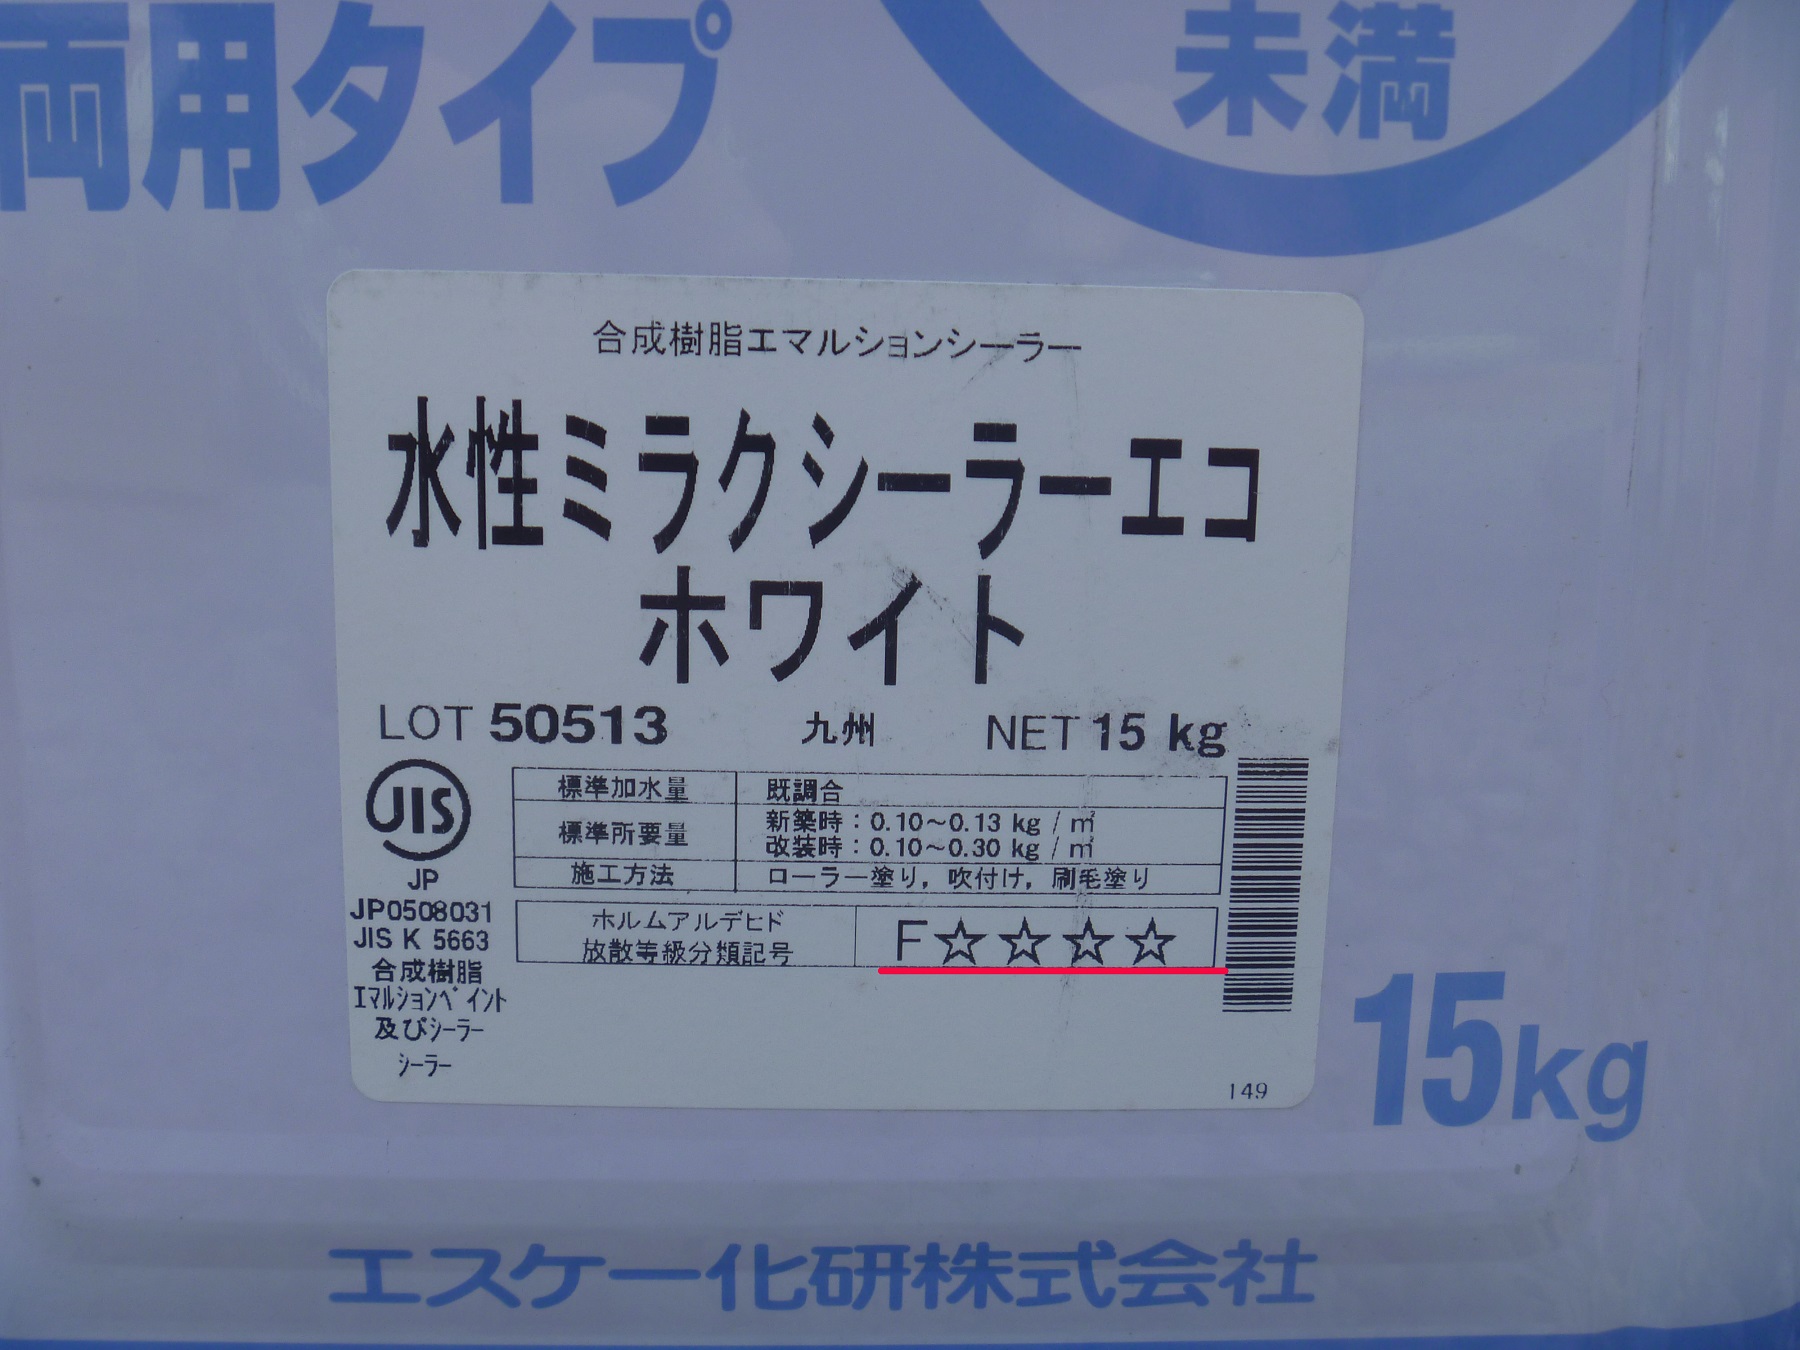 両用タイプ
未満
合成樹脂エマルションシーラー
水性ミラクシーラーエコ
ホワイト
LOT 50513 九州 NET 15 kg
JIS
JP
JP0508031
JIS K 5663
合成樹脂
エマルションペイント
及びシーラー
シーラー
標準加水量 既調合
標準所要量 新築時：0.10～0.13 kg / ㎡
改装時：0.10～0.30 kg / ㎡
施工方法 ローラー塗り，吹付け，刷毛塗り
ホルムアルデヒド
放散等級分類記号 F☆☆☆☆
149
15kg
エスケー化研株式会社